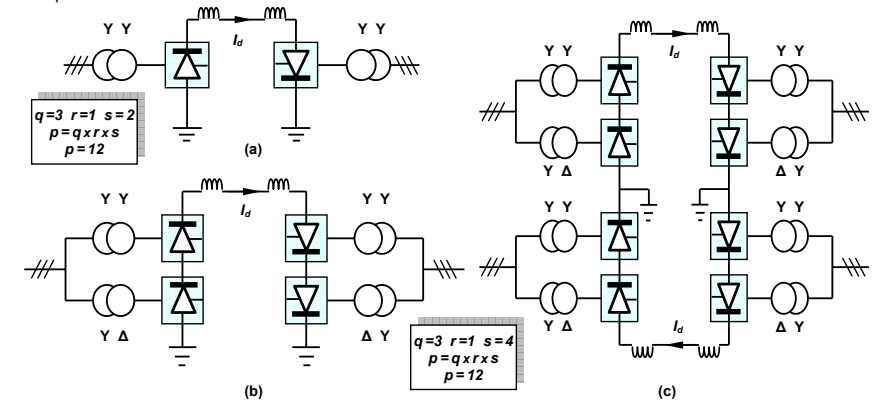 Y Y
Y Y
I_d
q=3 r=1 s=2
p=q x r x s
p=12
(a)
Y Y
Y Y
I_d
Y Δ
Δ Y
(b)
Y Y
Y Y
I_d
Y Δ
Δ Y
Y Y
Y Y
Y Δ
Δ Y
I_d
q=3 r=1 s=4
p=q x r x s
p=12
(c)